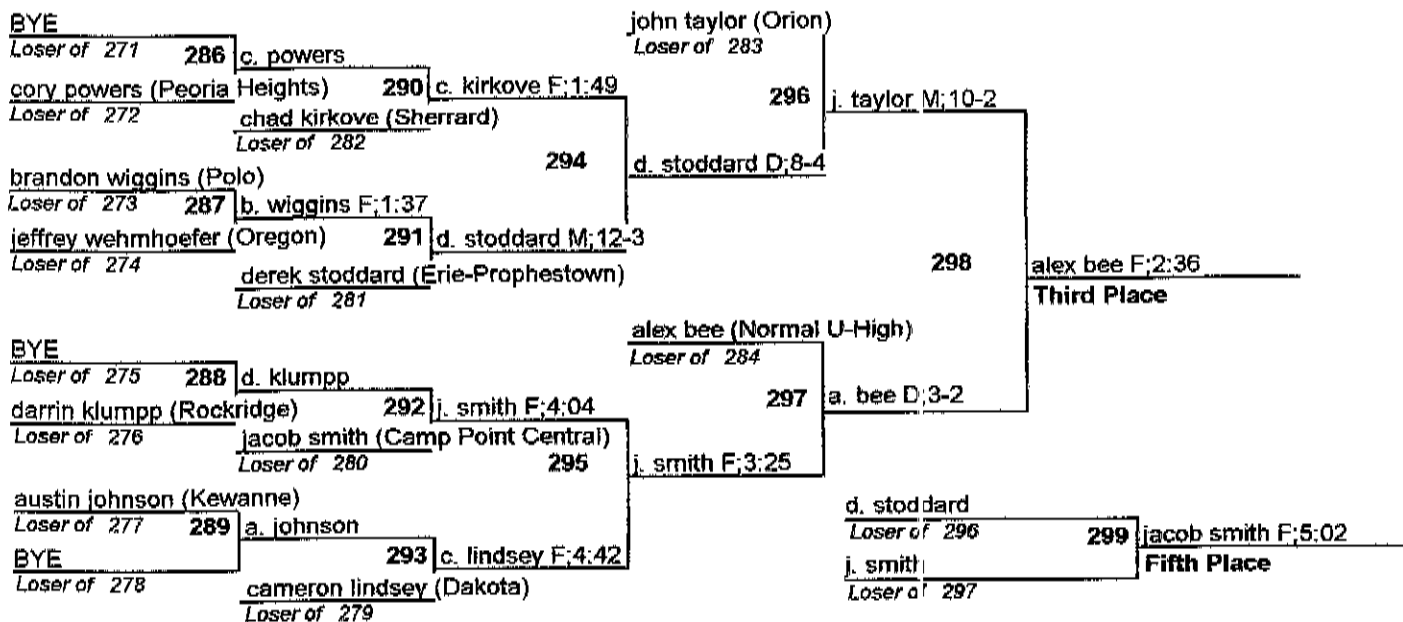 BYE
Loser of 271
286
c. powers
cory powers (Peoria Heights)
Loser of 272
290
c. kirkove F;1:49
chad kirkove (Sherrard)
Loser of 282
294
d. stoddard D;8-4
brandon wiggins (Polo)
Loser of 273
287
b. wiggins F;1:37
jeffrey wehmhoefer (Oregon)
Loser of 274
291
d. stoddard M;12-3
derek stoddard (Erie-Prophestown)
Loser of 281
john taylor (Orion)
Loser of 283
296
j. taylor M;10-2
298
alex bee F;2:36
Third Place
BYE
Loser of 275
288
d. klumpp
darrin klumpp (Rockridge)
Loser of 276
292
j. smith F;4:04
jacob smith (Camp Point Central)
Loser of 280
295
j. smith F;3:25
austin johnson (Kewanne)
Loser of 277
289
a. johnson
BYE
Loser of 278
293
c. lindsey F;4:42
cameron lindsey (Dakota)
Loser of 279
alex bee (Normal U-High)
Loser of 284
297
a. bee D;3-2
d. stoddard
Loser of 296
299
jacob smith F;5:02
Fifth Place
j. smith
Loser of 297